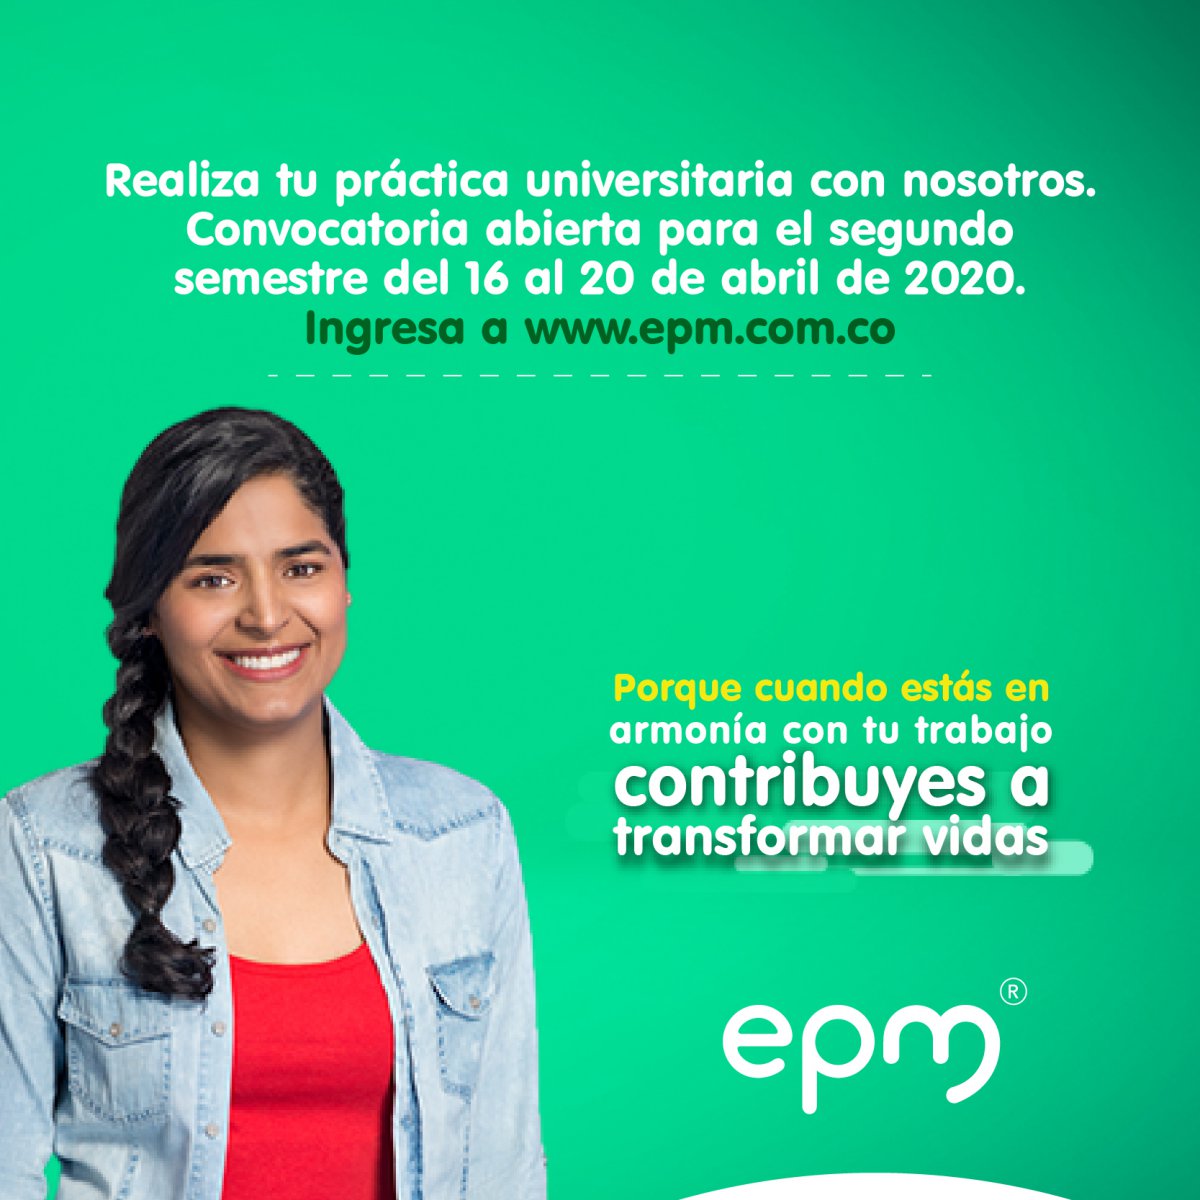 Realiza tu práctica universitaria con nosotros.
Convocatoria abierta para el segundo
semestre del 16 al 20 de abril de 2020.
Ingresa a www.epm.com.co
Porque cuando estás en
armonía con tu trabajo
contribuyes a
transformar vidas
epm®